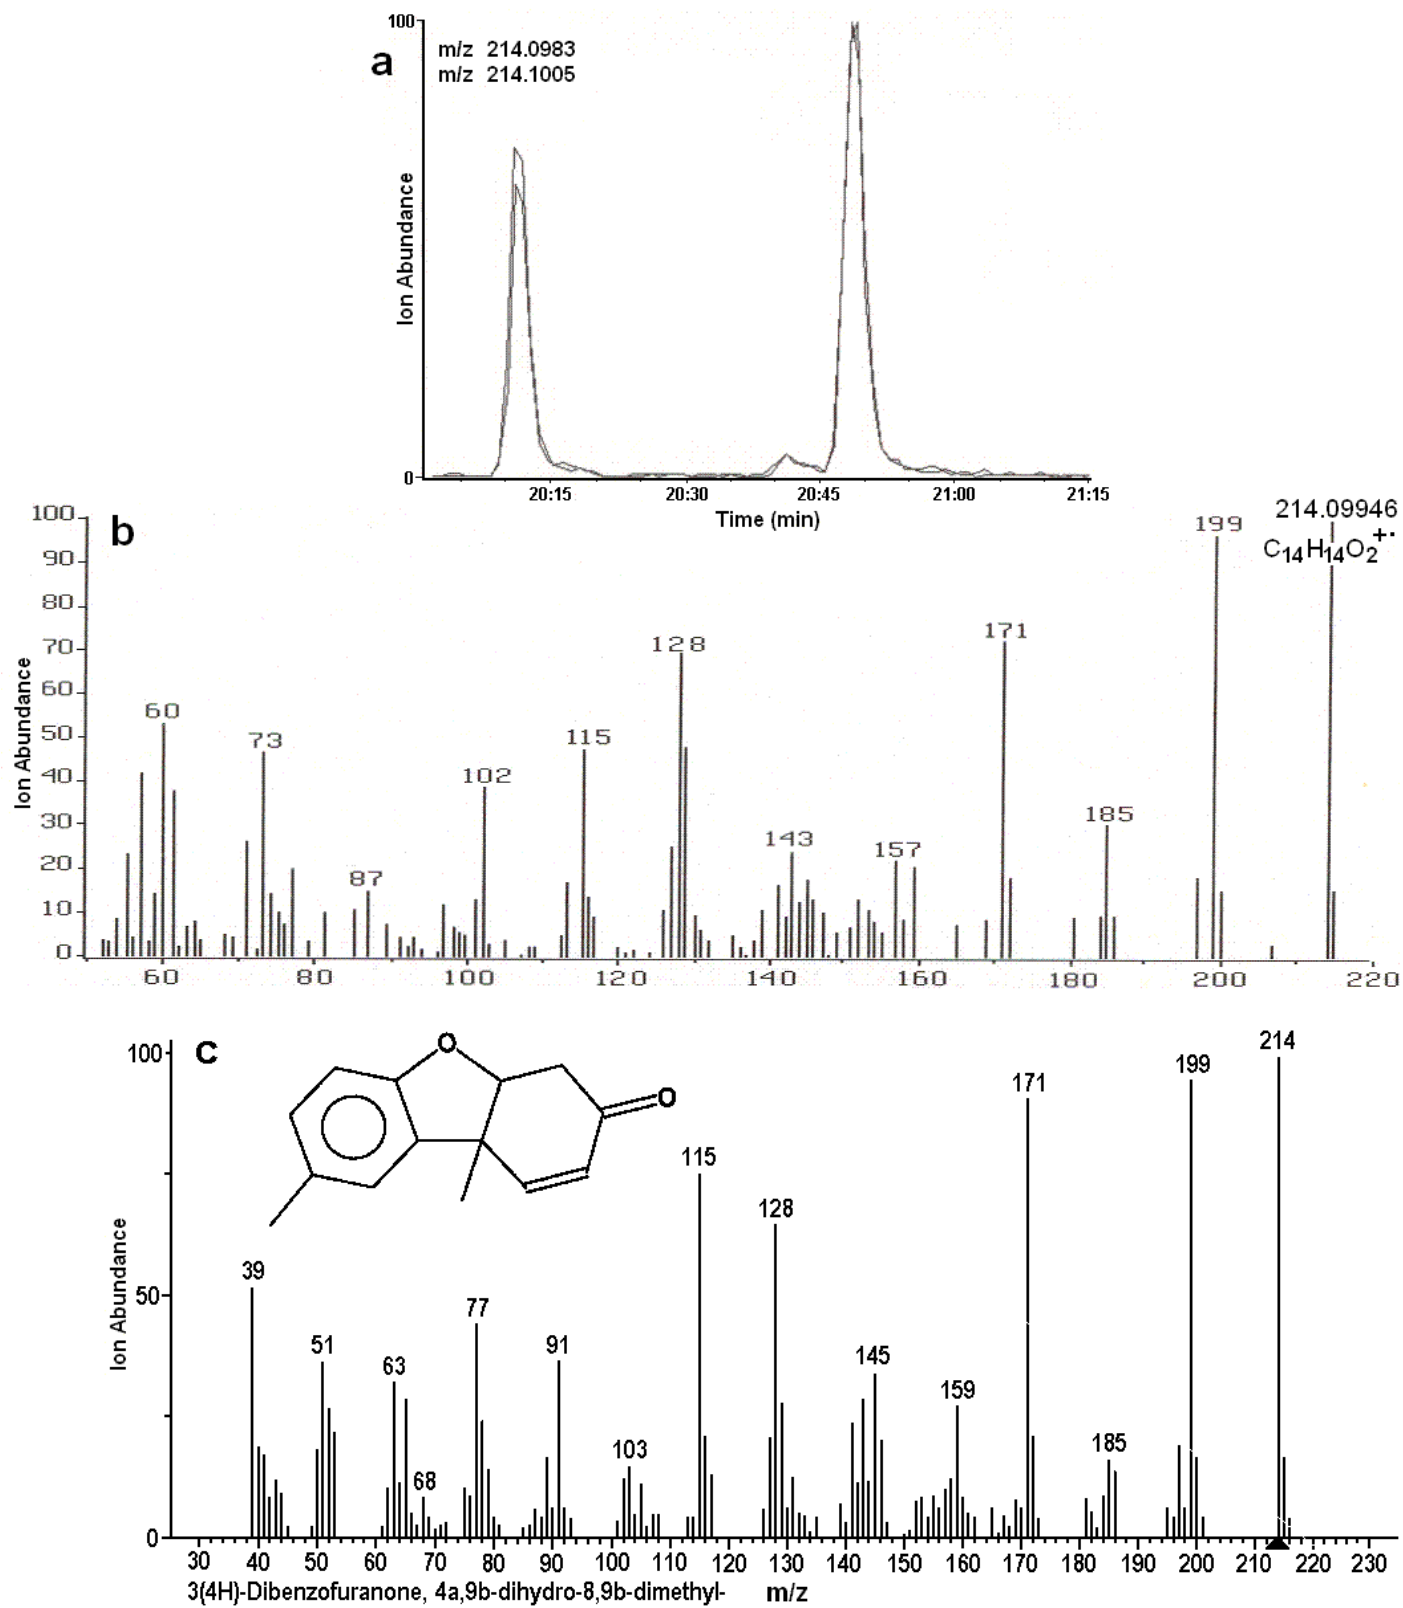 100
a
m/z 214.0983
m/z 214.1005
Ion Abundance
0
20:15 20:30 20:45 21:00 21:15
Time (min)
b
214.09946
C14H14O2+·
100
90
80
70
60
50
40
30
20
10
0
Ion Abundance
60 73 87 102 115 128 143 157 171 185 199
60 80 100 120 140 160 180 200 220
c
O
O
100
50
0
Ion Abundance
39 51 63 68 77 91 103 115 128 145 159 171 185 199 214
30 40 50 60 70 80 90 100 110 120 130 140 150 160 170 180 190 200 210 220 230
3(4H)-Dibenzofuranone, 4a,9b-dihydro-8,9b-dimethyl- m/z